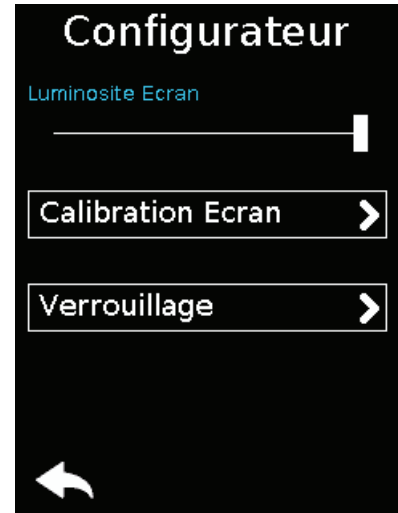 Configurateur
Luminosite Ecran
Calibration Ecran
Verrouillage